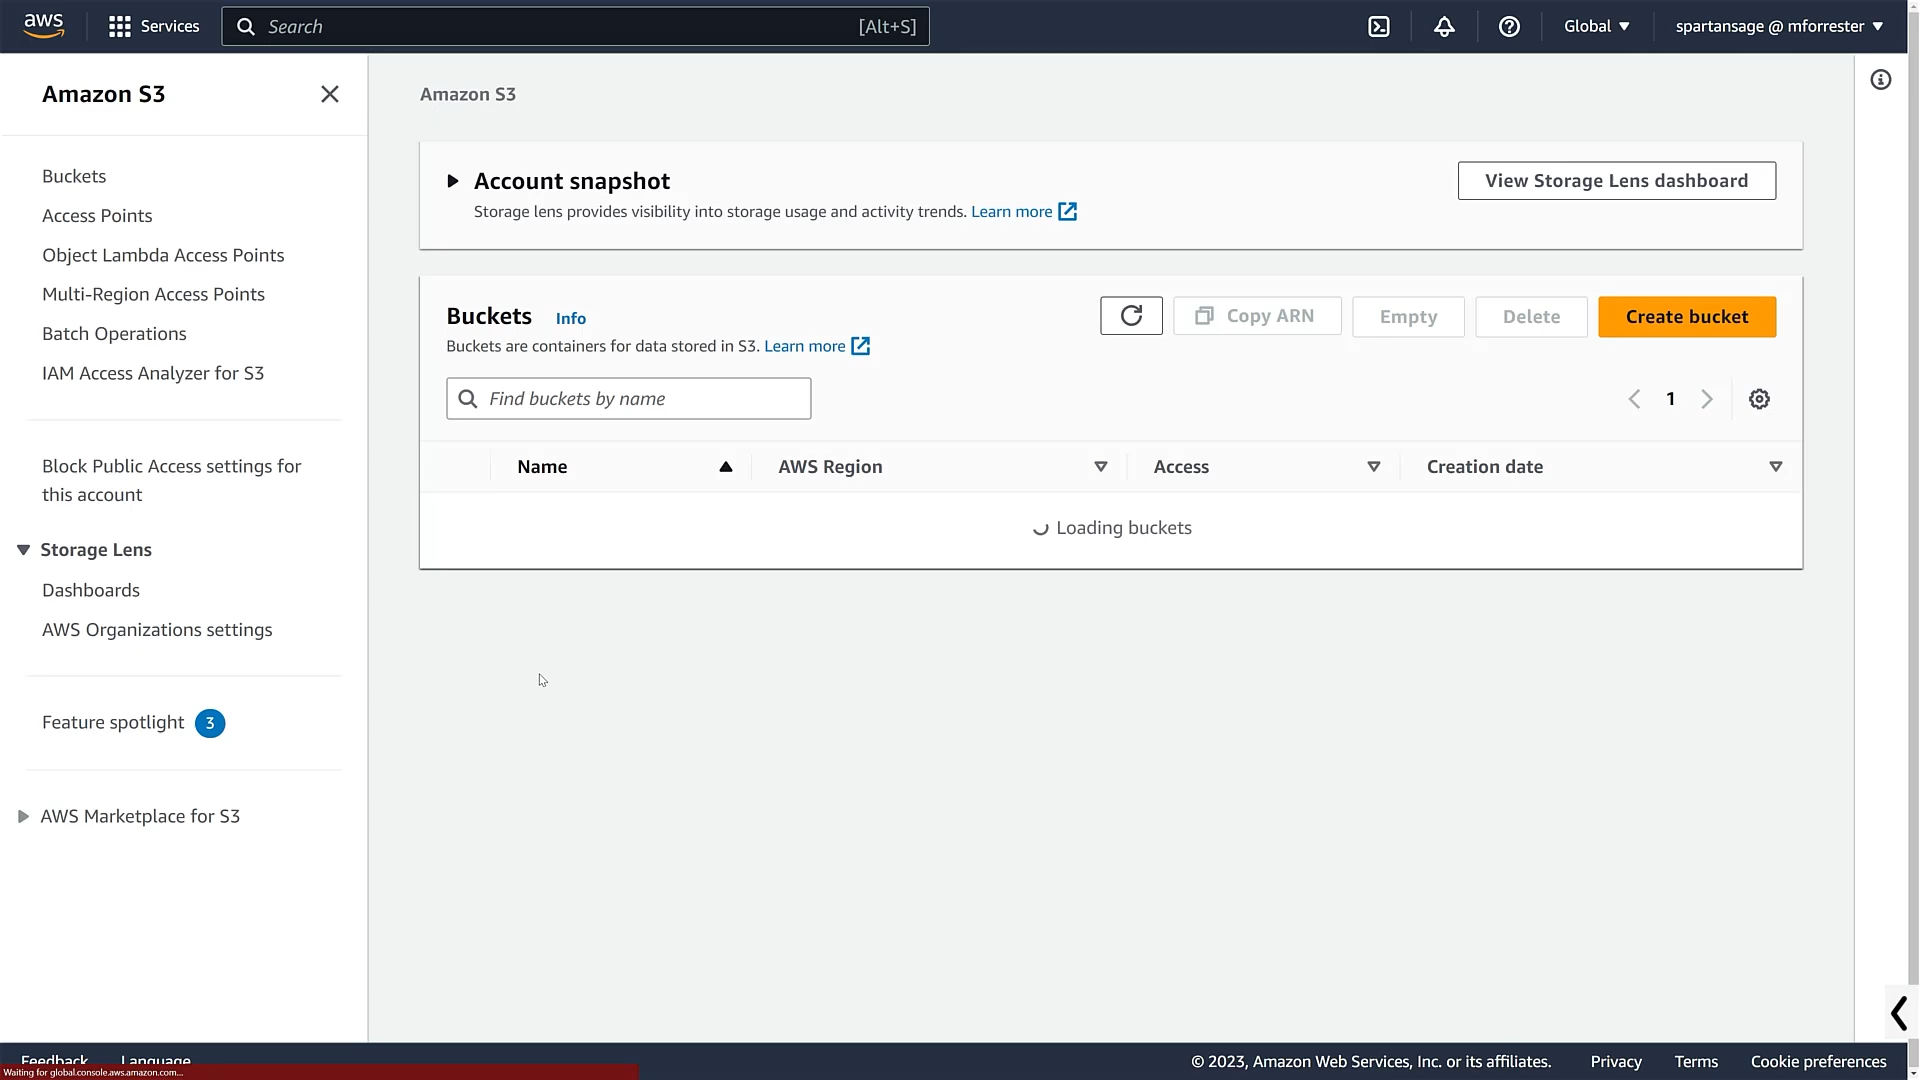 aws
Services
Search
[Alt+S]
Global
spartansage @ mforrester
Amazon S3
Buckets
Access Points
Object Lambda Access Points
Multi-Region Access Points
Batch Operations
IAM Access Analyzer for S3
Block Public Access settings for
this account
Storage Lens
Dashboards
AWS Organizations settings
Feature spotlight 3
AWS Marketplace for S3
Amazon S3
Account snapshot
Storage lens provides visibility into storage usage and activity trends. Learn more
View Storage Lens dashboard
Buckets Info
Buckets are containers for data stored in S3. Learn more
Copy ARN
Empty
Delete
Create bucket
Find buckets by name
1
Name
AWS Region
Access
Creation date
Loading buckets
Feedback
Language
Waiting for global.console.aws.amazon.com...
© 2023, Amazon Web Services, Inc. or its affiliates.
Privacy
Terms
Cookie preferences